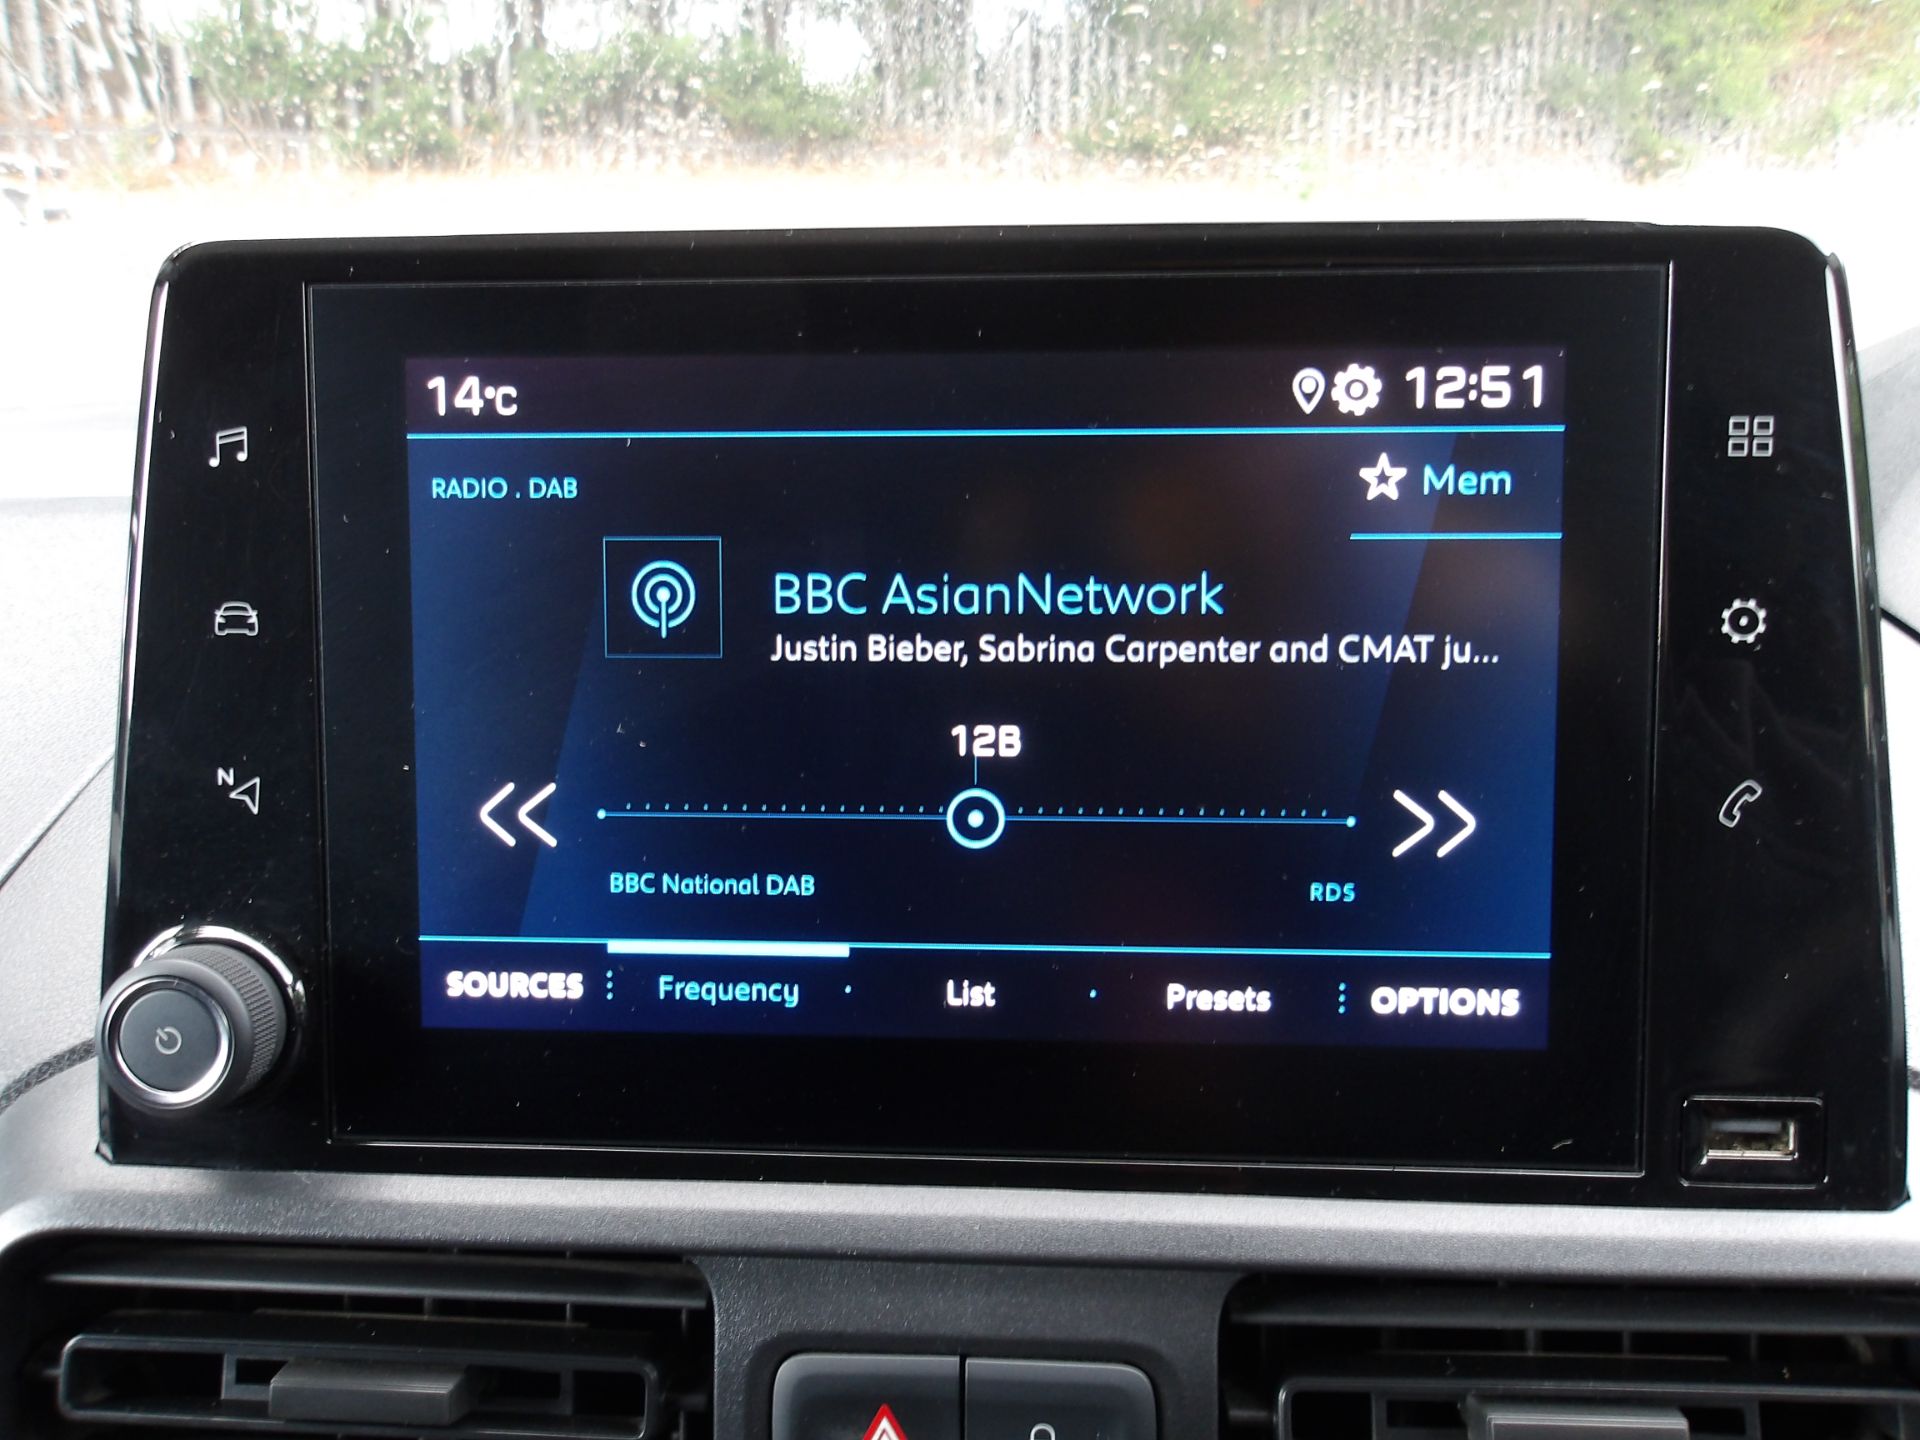 14°C 12:51
RADIO . DAB
Mem
BBC AsianNetwork
Justin Bieber, Sabrina Carpenter and CMAT ju...
12B
BBC National DAB RDS
SOURCES Frequency List Presets OPTIONS
N